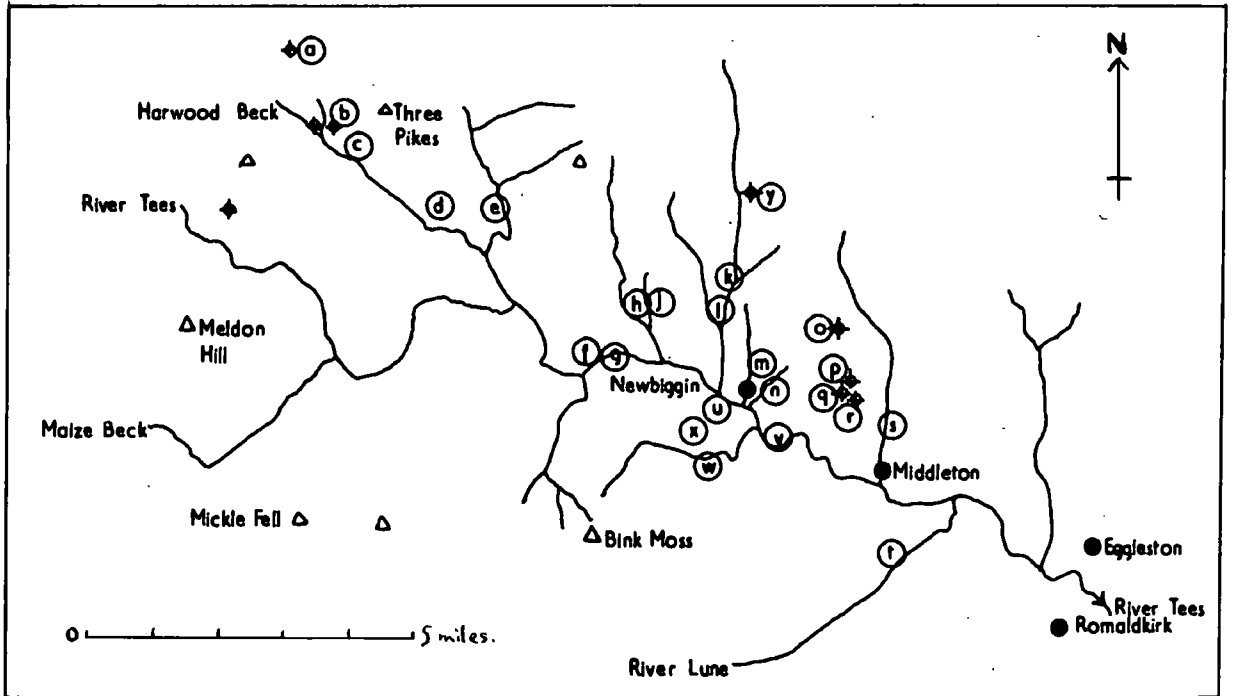 N
a
Harwood Beck
b
Three
Pikes
c
River Tees
d
e
y
k
h
j
l
o
Meldon
Hill
f
g
m
p
Newbiggin
n
q
u
r
Maize Beck
x
s
v
w
Middleton
Mickle Fell
Bink Moss
t
Eggleston
River Tees
Romaldkirk
0
5 miles.
River Lune